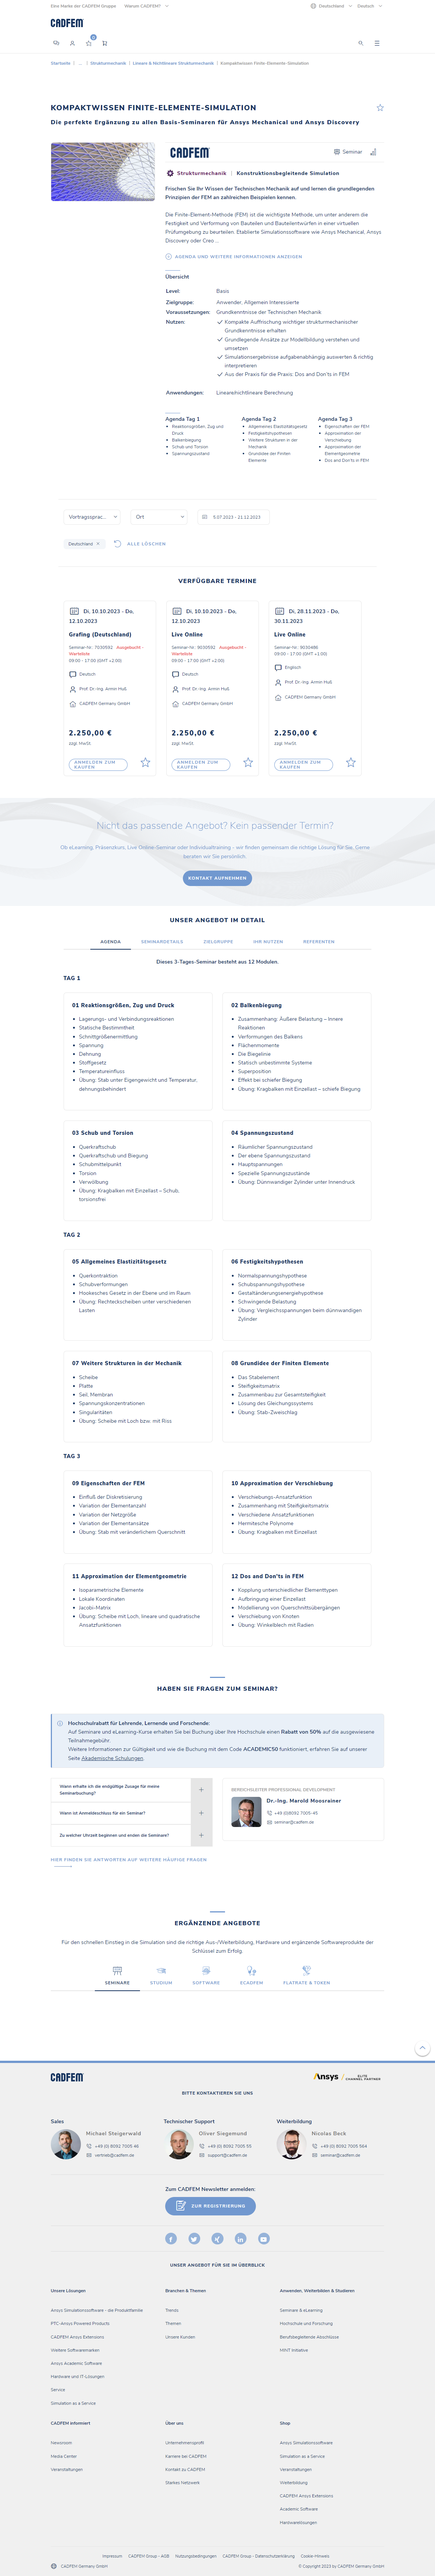 Eine Marke der CADFEM Gruppe Warum CADFEM? Deutschland Deutsch
CADFEM
0
Startseite | ... | Strukturmechanik | Lineare & Nichtlineare Strukturmechanik | Kompaktwissen Finite-Elemente-Simulation
KOMPAKTWISSEN FINITE-ELEMENTE-SIMULATION
Die perfekte Ergänzung zu allen Basis-Seminaren für Ansys Mechanical und Ansys Discovery
CADFEM Seminar
Strukturmechanik | Konstruktionsbegleitende Simulation
Frischen Sie Ihr Wissen der Technischen Mechanik auf und lernen die grundlegenden
Prinzipien der FEM an zahlreichen Beispielen kennen.
Die Finite-Element-Methode (FEM) ist die wichtigste Methode, um unter anderem die
Festigkeit und Verformung von Bauteilen und Bauteilentwürfen in einer virtuellen
Prüfumgebung zu beurteilen. Etablierte Simulationssoftware wie Ansys Mechanical, Ansys
Discovery oder Creo ...
AGENDA UND WEITERE INFORMATIONEN ANZEIGEN
Übersicht
Level: Basis
Zielgruppe: Anwender, Allgemein Interessierte
Voraussetzungen: Grundkenntnisse der Technischen Mechanik
Nutzen: Kompakte Auffrischung wichtiger strukturmechanischer
Grundkenntnisse erhalten
Grundlegende Ansätze zur Modellbildung verstehen und
umsetzen
Simulationsergebnisse aufgabenabhängig auswerten & richtig
interpretieren
Aus der Praxis für die Praxis: Dos and Don'ts in FEM
Anwendungen: Lineare/nichtlineare Berechnung
Agenda Tag 1
Reaktionsgrößen, Zug und
Druck
Balkenbiegung
Schub und Torsion
Spannungszustand
Agenda Tag 2
Allgemeines Elastizitätsgesetz
Festigkeitshypothesen
Weitere Strukturen in der
Mechanik
Grundidee der Finiten
Elemente
Agenda Tag 3
Eigenschaften der FEM
Approximation der
Verschiebung
Approximation der
Elementgeometrie
Dos and Don'ts in FEM
Vortragssprac... Ort 5.07.2023 - 21.12.2023
Deutschland ALLE LÖSCHEN
VERFÜGBARE TERMINE
Di, 10.10.2023 - Do,
12.10.2023
Grafing (Deutschland)
Seminar-Nr.: 7030592 Ausgebucht -
Warteliste
09:00 - 17:00 (GMT +2:00)
Deutsch
Prof. Dr.-Ing. Armin Huß
CADFEM Germany GmbH
2.250,00 €
zzgl. MwSt.
ANMELDEN ZUM
KAUFEN
Di, 10.10.2023 - Do,
12.10.2023
Live Online
Seminar-Nr.: 9030592 Ausgebucht -
Warteliste
09:00 - 17:00 (GMT +2:00)
Deutsch
Prof. Dr.-Ing. Armin Huß
CADFEM Germany GmbH
2.250,00 €
zzgl. MwSt.
ANMELDEN ZUM
KAUFEN
Di, 28.11.2023 - Do,
30.11.2023
Live Online
Seminar-Nr.: 9030486
09:00 - 17:00 (GMT +1:00)
Englisch
Prof. Dr.-Ing. Armin Huß
CADFEM Germany GmbH
2.250,00 €
zzgl. MwSt.
ANMELDEN ZUM
KAUFEN
Nicht das passende Angebot? Kein passender Termin?
Ob eLearning, Präsenzkurs, Live Online-Seminar oder Individualtraining - wir finden gemeinsam die richtige Lösung für Sie. Gerne
beraten wir Sie persönlich.
KONTAKT AUFNEHMEN
UNSER ANGEBOT IM DETAIL
AGENDA SEMINARDETAILS ZIELGRUPPE IHR NUTZEN REFERENTEN
Dieses 3-Tages-Seminar besteht aus 12 Modulen.
TAG 1
01 Reaktionsgrößen, Zug und Druck
Lagerungs- und Verbindungsreaktionen
Statische Bestimmtheit
Schnittgrößenermittlung
Spannung
Dehnung
Stoffgesetz
Temperatureinfluss
Übung: Stab unter Eigengewicht und Temperatur,
dehnungsbehindert
02 Balkenbiegung
Zusammenhang: Äußere Belastung – Innere
Reaktionen
Verformungen des Balkens
Flächenmomente
Die Biegelinie
Statisch unbestimmte Systeme
Superposition
Effekt bei schiefer Biegung
Übung: Kragbalken mit Einzellast – schiefe Biegung
03 Schub und Torsion
Querkraftschub
Querkraftschub und Biegung
Schubmittelpunkt
Torsion
Verwölbung
Übung: Kragbalken mit Einzellast – Schub,
torsionsfrei
04 Spannungszustand
Räumlicher Spannungszustand
Der ebene Spannungszustand
Hauptspannungen
Spezielle Spannungszustände
Übung: Dünnwandiger Zylinder unter Innendruck
TAG 2
05 Allgemeines Elastizitätsgesetz
Querkontraktion
Schubverformungen
Hookesches Gesetz in der Ebene und im Raum
Übung: Rechteckscheiben unter verschiedenen
Lasten
06 Festigkeitshypothesen
Normalspannungshypothese
Schubspannungshypothese
Gestaltänderungsenergiehypothese
Schwingende Belastung
Übung: Vergleichsspannungen beim dünnwandigen
Zylinder
07 Weitere Strukturen in der Mechanik
Scheibe
Platte
Seil, Membran
Spannungskonzentrationen
Singularitäten
Übung: Scheibe mit Loch bzw. mit Riss
08 Grundidee der Finiten Elemente
Das Stabelement
Steifigkeitsmatrix
Zusammenbau zur Gesamtsteifigkeit
Lösung des Gleichungssystems
Übung: Stab-Zweischlag
TAG 3
09 Eigenschaften der FEM
Einfluß der Diskretisierung
Variation der Elementanzahl
Variation der Netzgröße
Variation der Elementansätze
Übung: Stab mit veränderlichem Querschnitt
10 Approximation der Verschiebung
Verschiebungs-Ansatzfunktion
Zusammenhang mit Steifigkeitsmatrix
Verschiedene Ansatzfunktionen
Hermitesche Polynome
Übung: Kragbalken mit Einzellast
11 Approximation der Elementgeometrie
Isoparametrische Elemente
Lokale Koordinaten
Jacobi-Matrix
Übung: Scheibe mit Loch, lineare und quadratische
Ansatzfunktionen
12 Dos and Don'ts in FEM
Kopplung unterschiedlicher Elementtypen
Aufbringung einer Einzellast
Modellierung von Querschnittsübergängen
Verschiebung von Knoten
Übung: Winkelblech mit Radien
HABEN SIE FRAGEN ZUM SEMINAR?
Hochschulrabatt für Lehrende, Lernende und Forschende:
Auf Seminare und eLearning-Kurse erhalten Sie bei Buchung über Ihre Hochschule einen Rabatt von 50% auf die ausgewiesene
Teilnahmegebühr.
Weitere Informationen zur Gültigkeit und wie die Buchung mit dem Code ACADEMIC50 funktioniert, erfahren Sie auf unserer
Seite Akademische Schulungen.
Wann erhalte ich die endgültige Zusage für meine
Seminarbuchung?
Wann ist Anmeldeschluss für ein Seminar?
Zu welcher Uhrzeit beginnen und enden die Seminare?
BEREICHSLEITER PROFESSIONAL DEVELOPMENT
Dr.-Ing. Marold Moosrainer
+49 (0)8092 7005-45
seminar@cadfem.de
HIER FINDEN SIE ANTWORTEN AUF WEITERE HÄUFIGE FRAGEN
ERGÄNZENDE ANGEBOTE
Für den schnellen Einstieg in die Simulation sind die richtige Aus-/Weiterbildung, Hardware und ergänzende Softwareprodukte der
Schlüssel zum Erfolg.
SEMINARE STUDIUM SOFTWARE ECADFEM FLATRATE & TOKEN
CADFEM Ansys / ELITE
CHANNEL PARTNER
BITTE KONTAKTIEREN SIE UNS
Sales
Michael Steigerwald
+49 (0) 8092 7005 46
vertrieb@cadfem.de
Technischer Support
Oliver Siegemund
+49 (0) 8092 7005 55
support@cadfem.de
Weiterbildung
Nicolas Beck
+49 (0) 8092 7005 564
seminar@cadfem.de
Zum CADFEM Newsletter anmelden:
ZUR REGISTRIERUNG
UNSER ANGEBOT FÜR SIE IM ÜBERBLICK
Unsere Lösungen
Ansys Simulationssoftware - die Produktfamilie
PTC-Ansys Powered Products
CADFEM Ansys Extensions
Weitere Softwaremarken
Ansys Academic Software
Hardware und IT-Lösungen
Service
Simulation as a Service
Branchen & Themen
Trends
Themen
Unsere Kunden
Anwenden, Weiterbilden & Studieren
Seminare & eLearning
Hochschule und Forschung
Berufsbegleitende Abschlüsse
MINT Initiative
CADFEM informiert
Newsroom
Media Center
Veranstaltungen
Über uns
Unternehmensprofil
Karriere bei CADFEM
Kontakt zu CADFEM
Starkes Netzwerk
Shop
Ansys Simulationssoftware
Simulation as a Service
Veranstaltungen
Weiterbildung
CADFEM Ansys Extensions
Academic Software
Hardwarelösungen
Impressum CADFEM Group - AGB Nutzungsbedingungen CADFEM Group - Datenschutzerklärung Cookie-Hinweis
CADFEM Germany GmbH © Copyright 2023 by CADFEM Germany GmbH